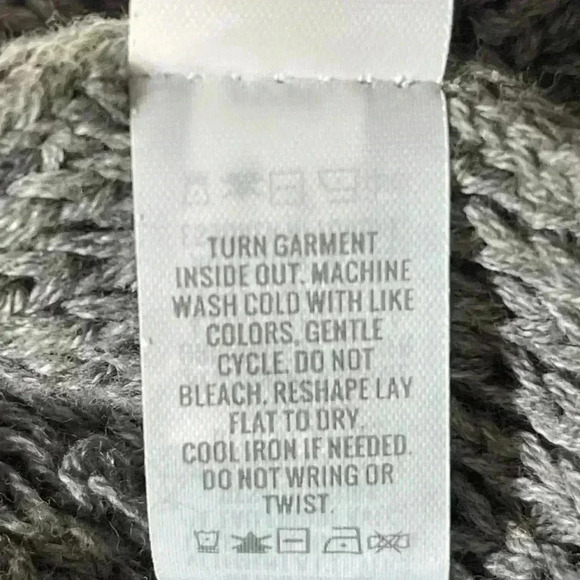 TURN GARMENT
INSIDE OUT. MACHINE
WASH COLD WITH LIKE
COLORS, GENTLE
CYCLE. DO NOT
BLEACH. RESHAPE LAY
FLAT TO DRY.
COOL IRON IF NEEDED.
DO NOT WRING OR
TWIST.